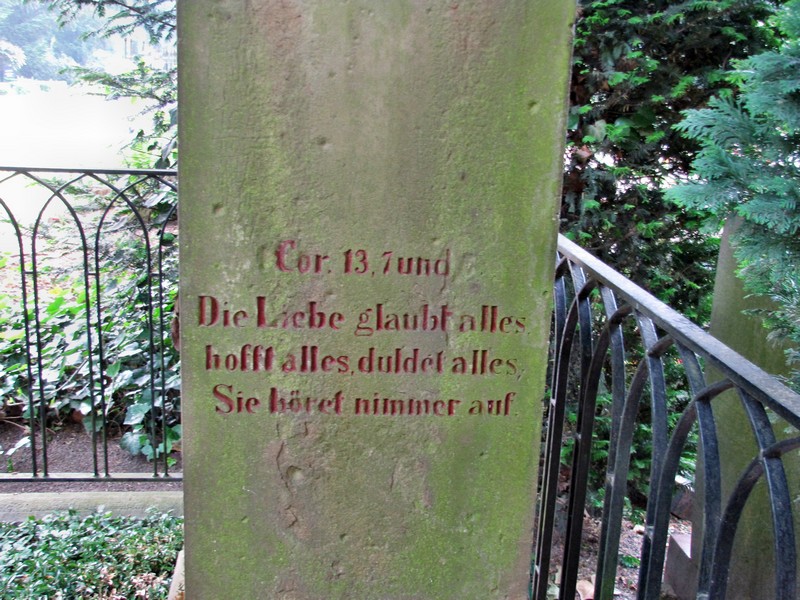 Cor. 13, 7 und
Die Liebe glaubt alles,
hofft alles, duldet alles,
Sie höret nimmer auf.